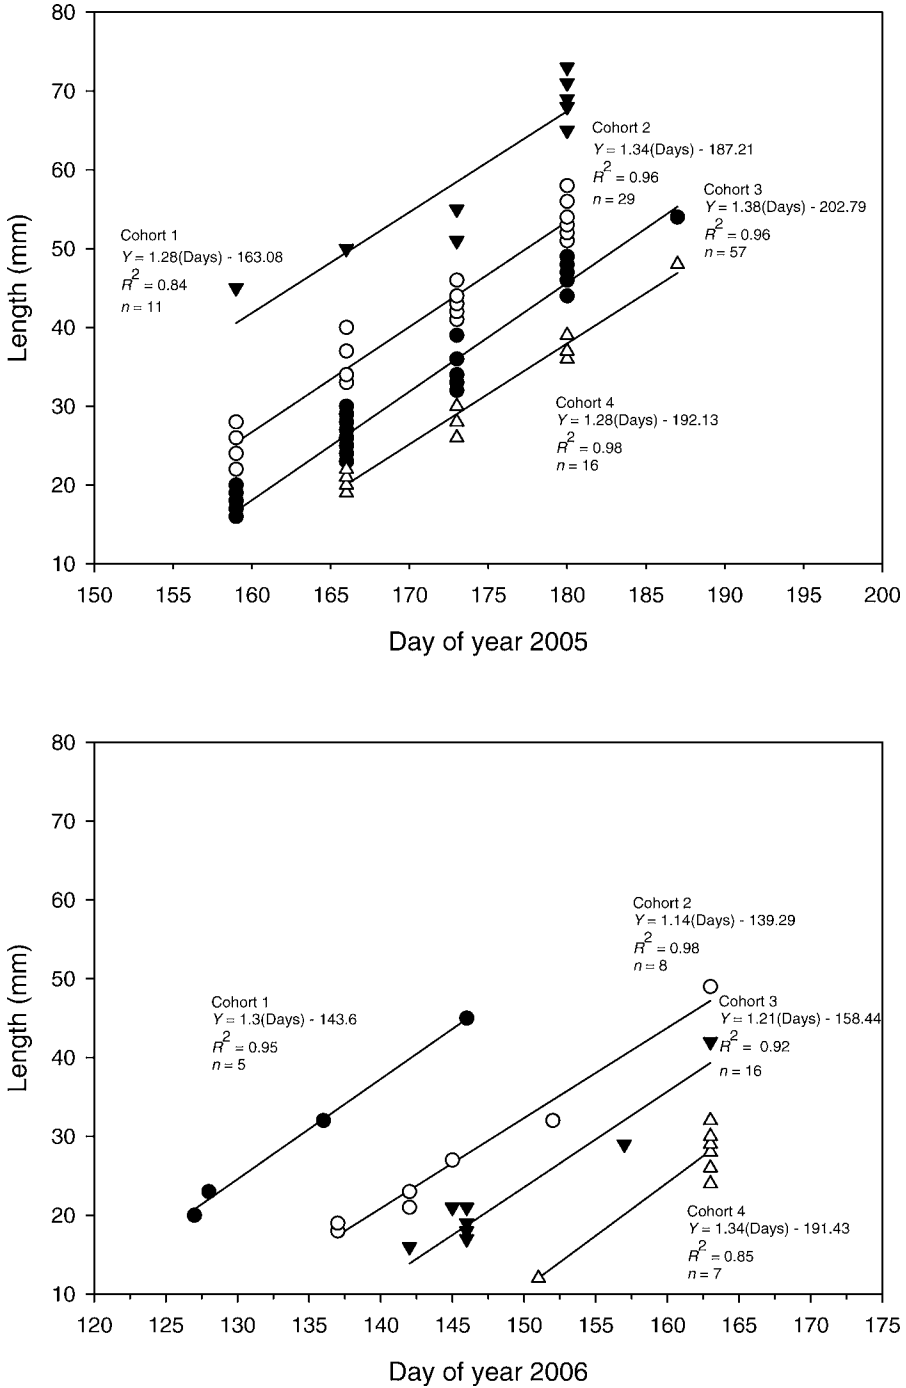 80
70
60
50
40
30
20
10
Length (mm)
Cohort 1
Y = 1.28(Days) - 163.08
R2 = 0.84
n = 11
Cohort 2
Y = 1.34(Days) - 187.21
R2 = 0.96
n = 29
Cohort 3
Y = 1.38(Days) - 202.79
R2 = 0.96
n = 57
Cohort 4
Y = 1.28(Days) - 192.13
R2 = 0.98
n = 16
150 155 160 165 170 175 180 185 190 195 200
Day of year 2005
80
70
60
50
40
30
20
10
Length (mm)
Cohort 1
Y = 1.3(Days) - 143.6
R2 = 0.95
n = 5
Cohort 2
Y = 1.14(Days) - 139.29
R2 = 0.98
n = 8
Cohort 3
Y = 1.21(Days) - 158.44
R2 = 0.92
n = 16
Cohort 4
Y = 1.34(Days) - 191.43
R2 = 0.85
n = 7
120 125 130 135 140 145 150 155 160 165 170 175
Day of year 2006